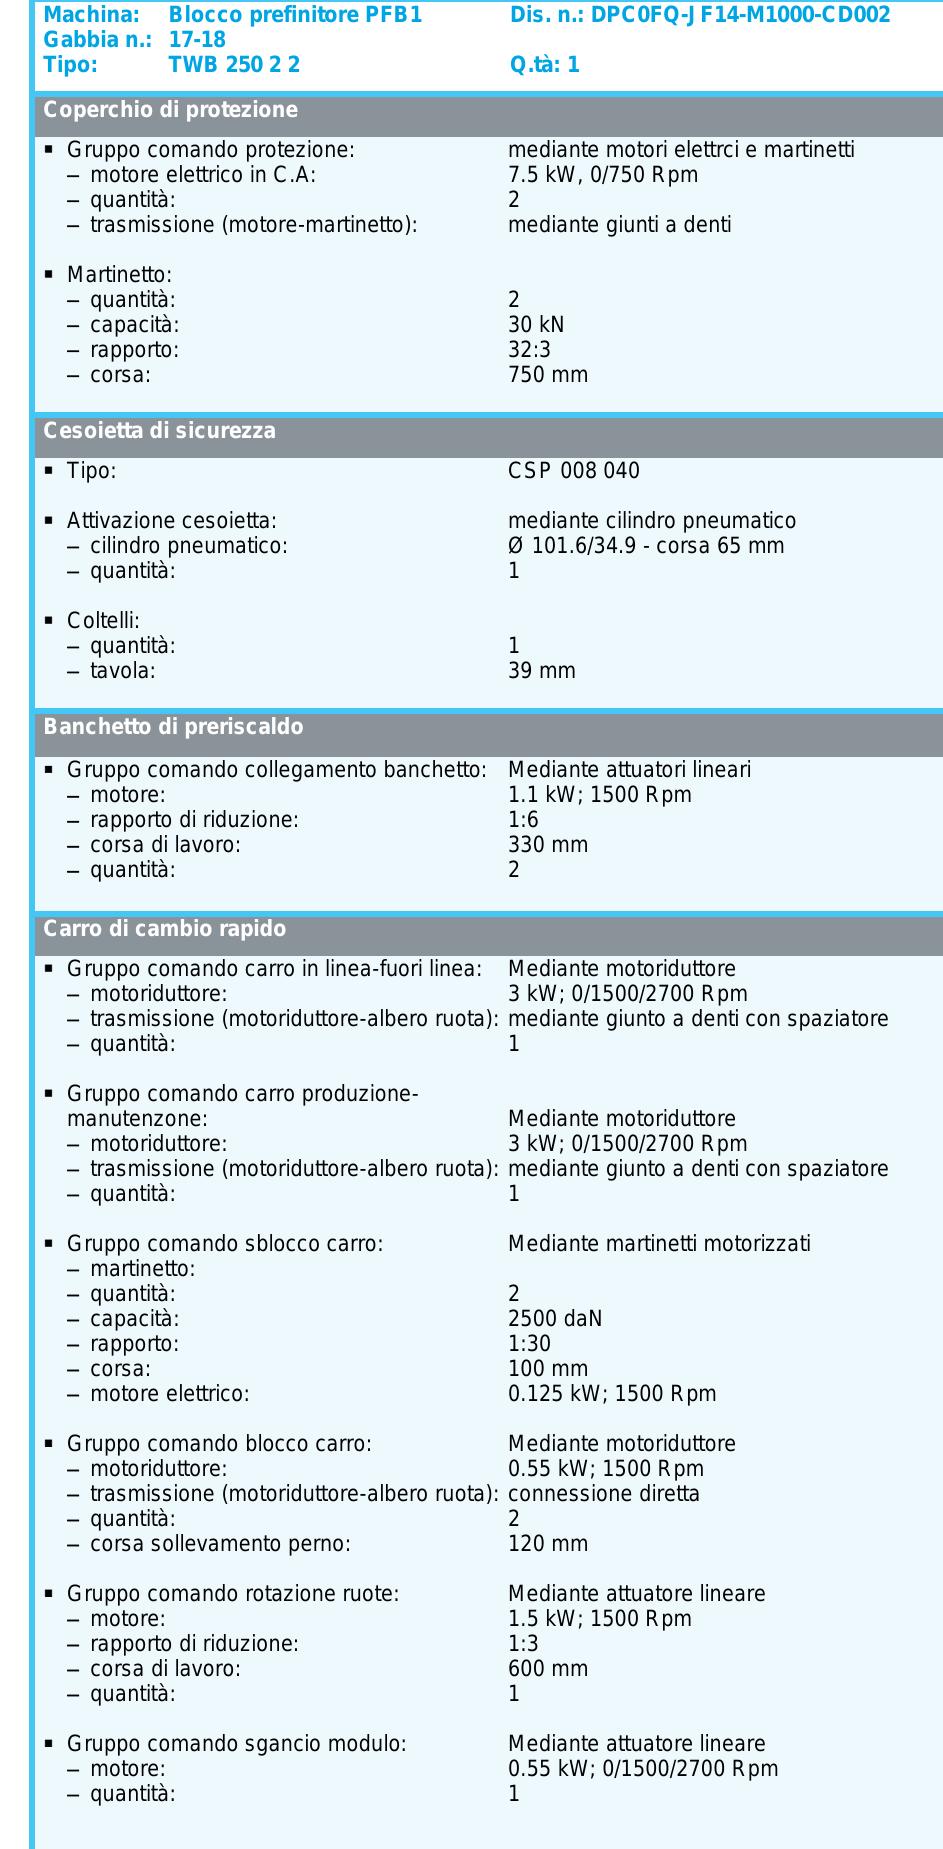 Machina: Blocco prefinitore PFB1 Dis. n.: DPC0FQ-JF14-M1000-CD002
Gabbia n.: 17-18
Tipo: TWB 250 2 2 Q.tà: 1
Coperchio di protezione
▪ Gruppo comando protezione: mediante motori elettrci e martinetti
– motore elettrico in C.A: 7.5 kW, 0/750 Rpm
– quantità: 2
– trasmissione (motore-martinetto): mediante giunti a denti
▪ Martinetto:
– quantità: 2
– capacità: 30 kN
– rapporto: 32:3
– corsa: 750 mm
Cesoietta di sicurezza
▪ Tipo: CSP 008 040
▪ Attivazione cesoietta: mediante cilindro pneumatico
– cilindro pneumatico: Ø 101.6/34.9 - corsa 65 mm
– quantità: 1
▪ Coltelli:
– quantità: 1
– tavola: 39 mm
Banchetto di preriscaldo
▪ Gruppo comando collegamento banchetto: Mediante attuatori lineari
– motore: 1.1 kW; 1500 Rpm
– rapporto di riduzione: 1:6
– corsa di lavoro: 330 mm
– quantità: 2
Carro di cambio rapido
▪ Gruppo comando carro in linea-fuori linea: Mediante motoriduttore
– motoriduttore: 3 kW; 0/1500/2700 Rpm
– trasmissione (motoriduttore-albero ruota): mediante giunto a denti con spaziatore
– quantità: 1
▪ Gruppo comando carro produzione-
manutenzone: Mediante motoriduttore
– motoriduttore: 3 kW; 0/1500/2700 Rpm
– trasmissione (motoriduttore-albero ruota): mediante giunto a denti con spaziatore
– quantità: 1
▪ Gruppo comando sblocco carro: Mediante martinetti motorizzati
– martinetto:
– quantità: 2
– capacità: 2500 daN
– rapporto: 1:30
– corsa: 100 mm
– motore elettrico: 0.125 kW; 1500 Rpm
▪ Gruppo comando blocco carro: Mediante motoriduttore
– motoriduttore: 0.55 kW; 1500 Rpm
– trasmissione (motoriduttore-albero ruota): connessione diretta
– quantità: 2
– corsa sollevamento perno: 120 mm
▪ Gruppo comando rotazione ruote: Mediante attuatore lineare
– motore: 1.5 kW; 1500 Rpm
– rapporto di riduzione: 1:3
– corsa di lavoro: 600 mm
– quantità: 1
▪ Gruppo comando sgancio modulo: Mediante attuatore lineare
– motore: 0.55 kW; 0/1500/2700 Rpm
– quantità: 1